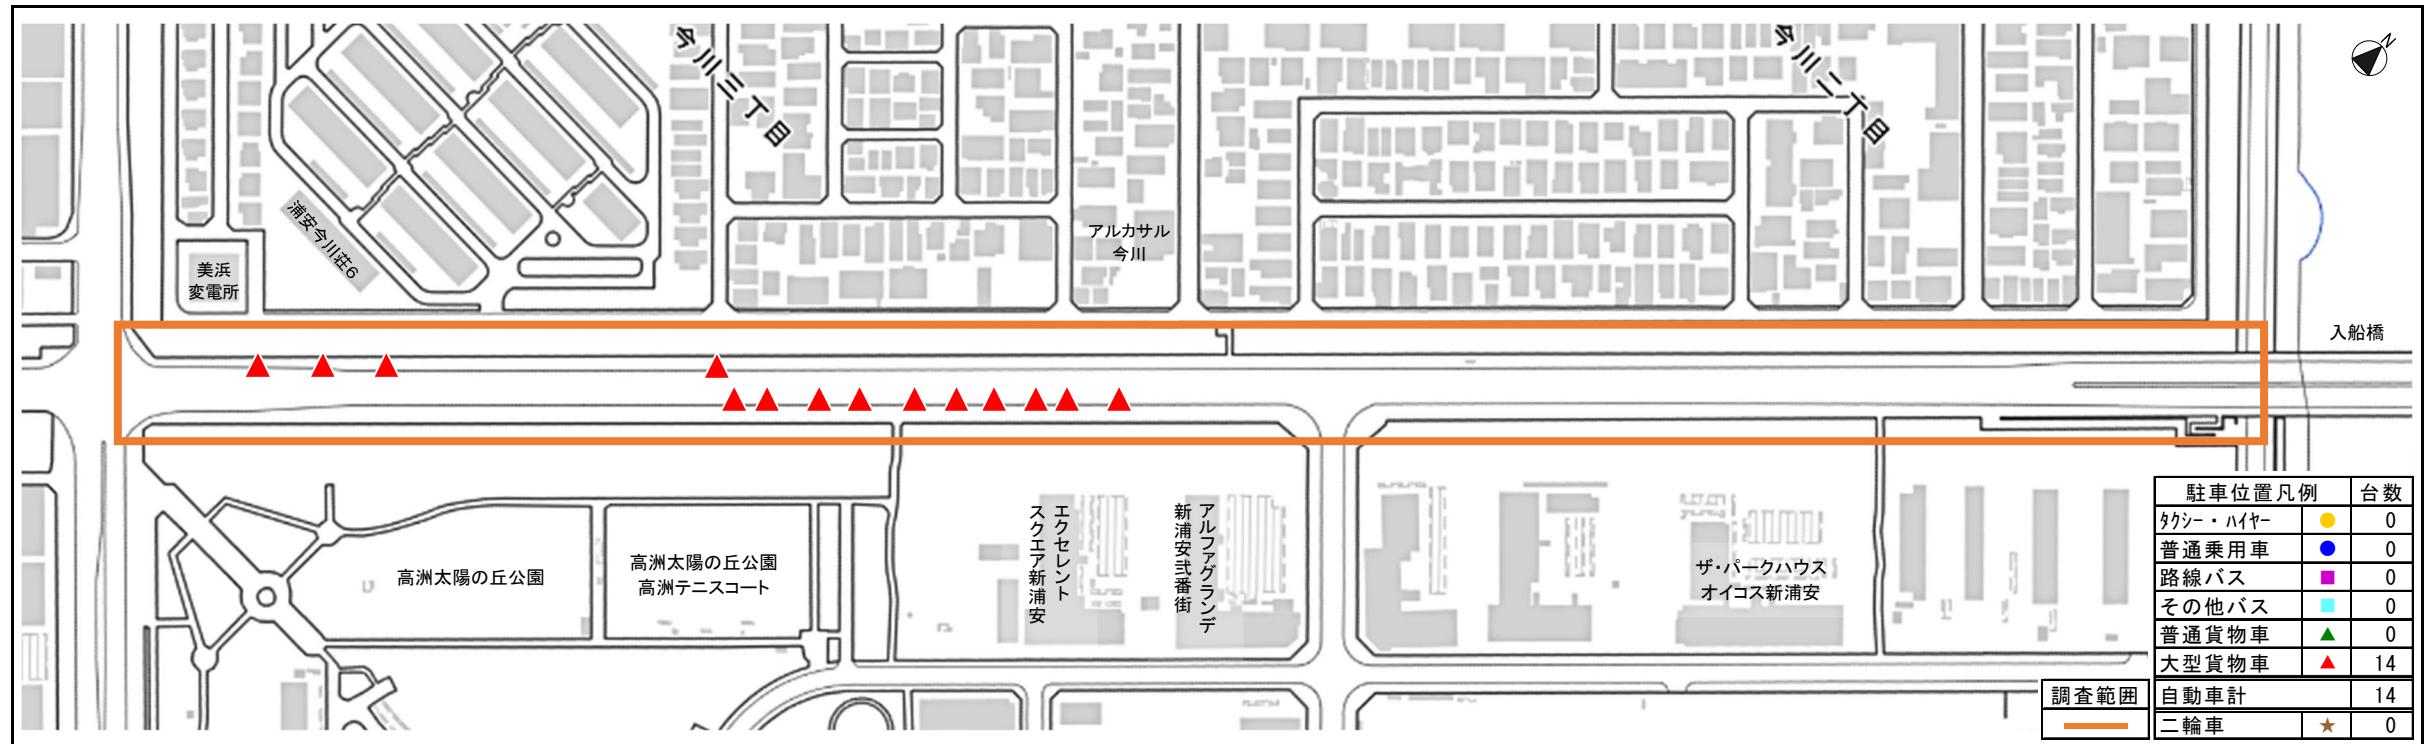 今川三丁目
今川二丁目
N
浦安今川荘6
アルカサル
今川
美浜
変電所
入船橋
エクセレント
スクエア新浦安
アルファグランデ
新浦安弐番街
高洲太陽の丘公園
高洲太陽の丘公園
高洲テニスコート
ザ・パークハウス
オイコス新浦安
駐車位置凡例 台数
ﾀｸｼｰ・ﾊｲﾔｰ 0
普通乗用車 0
路線バス 0
その他バス 0
普通貨物車 0
大型貨物車 14
調査範囲
自動車計 14
二輪車 0